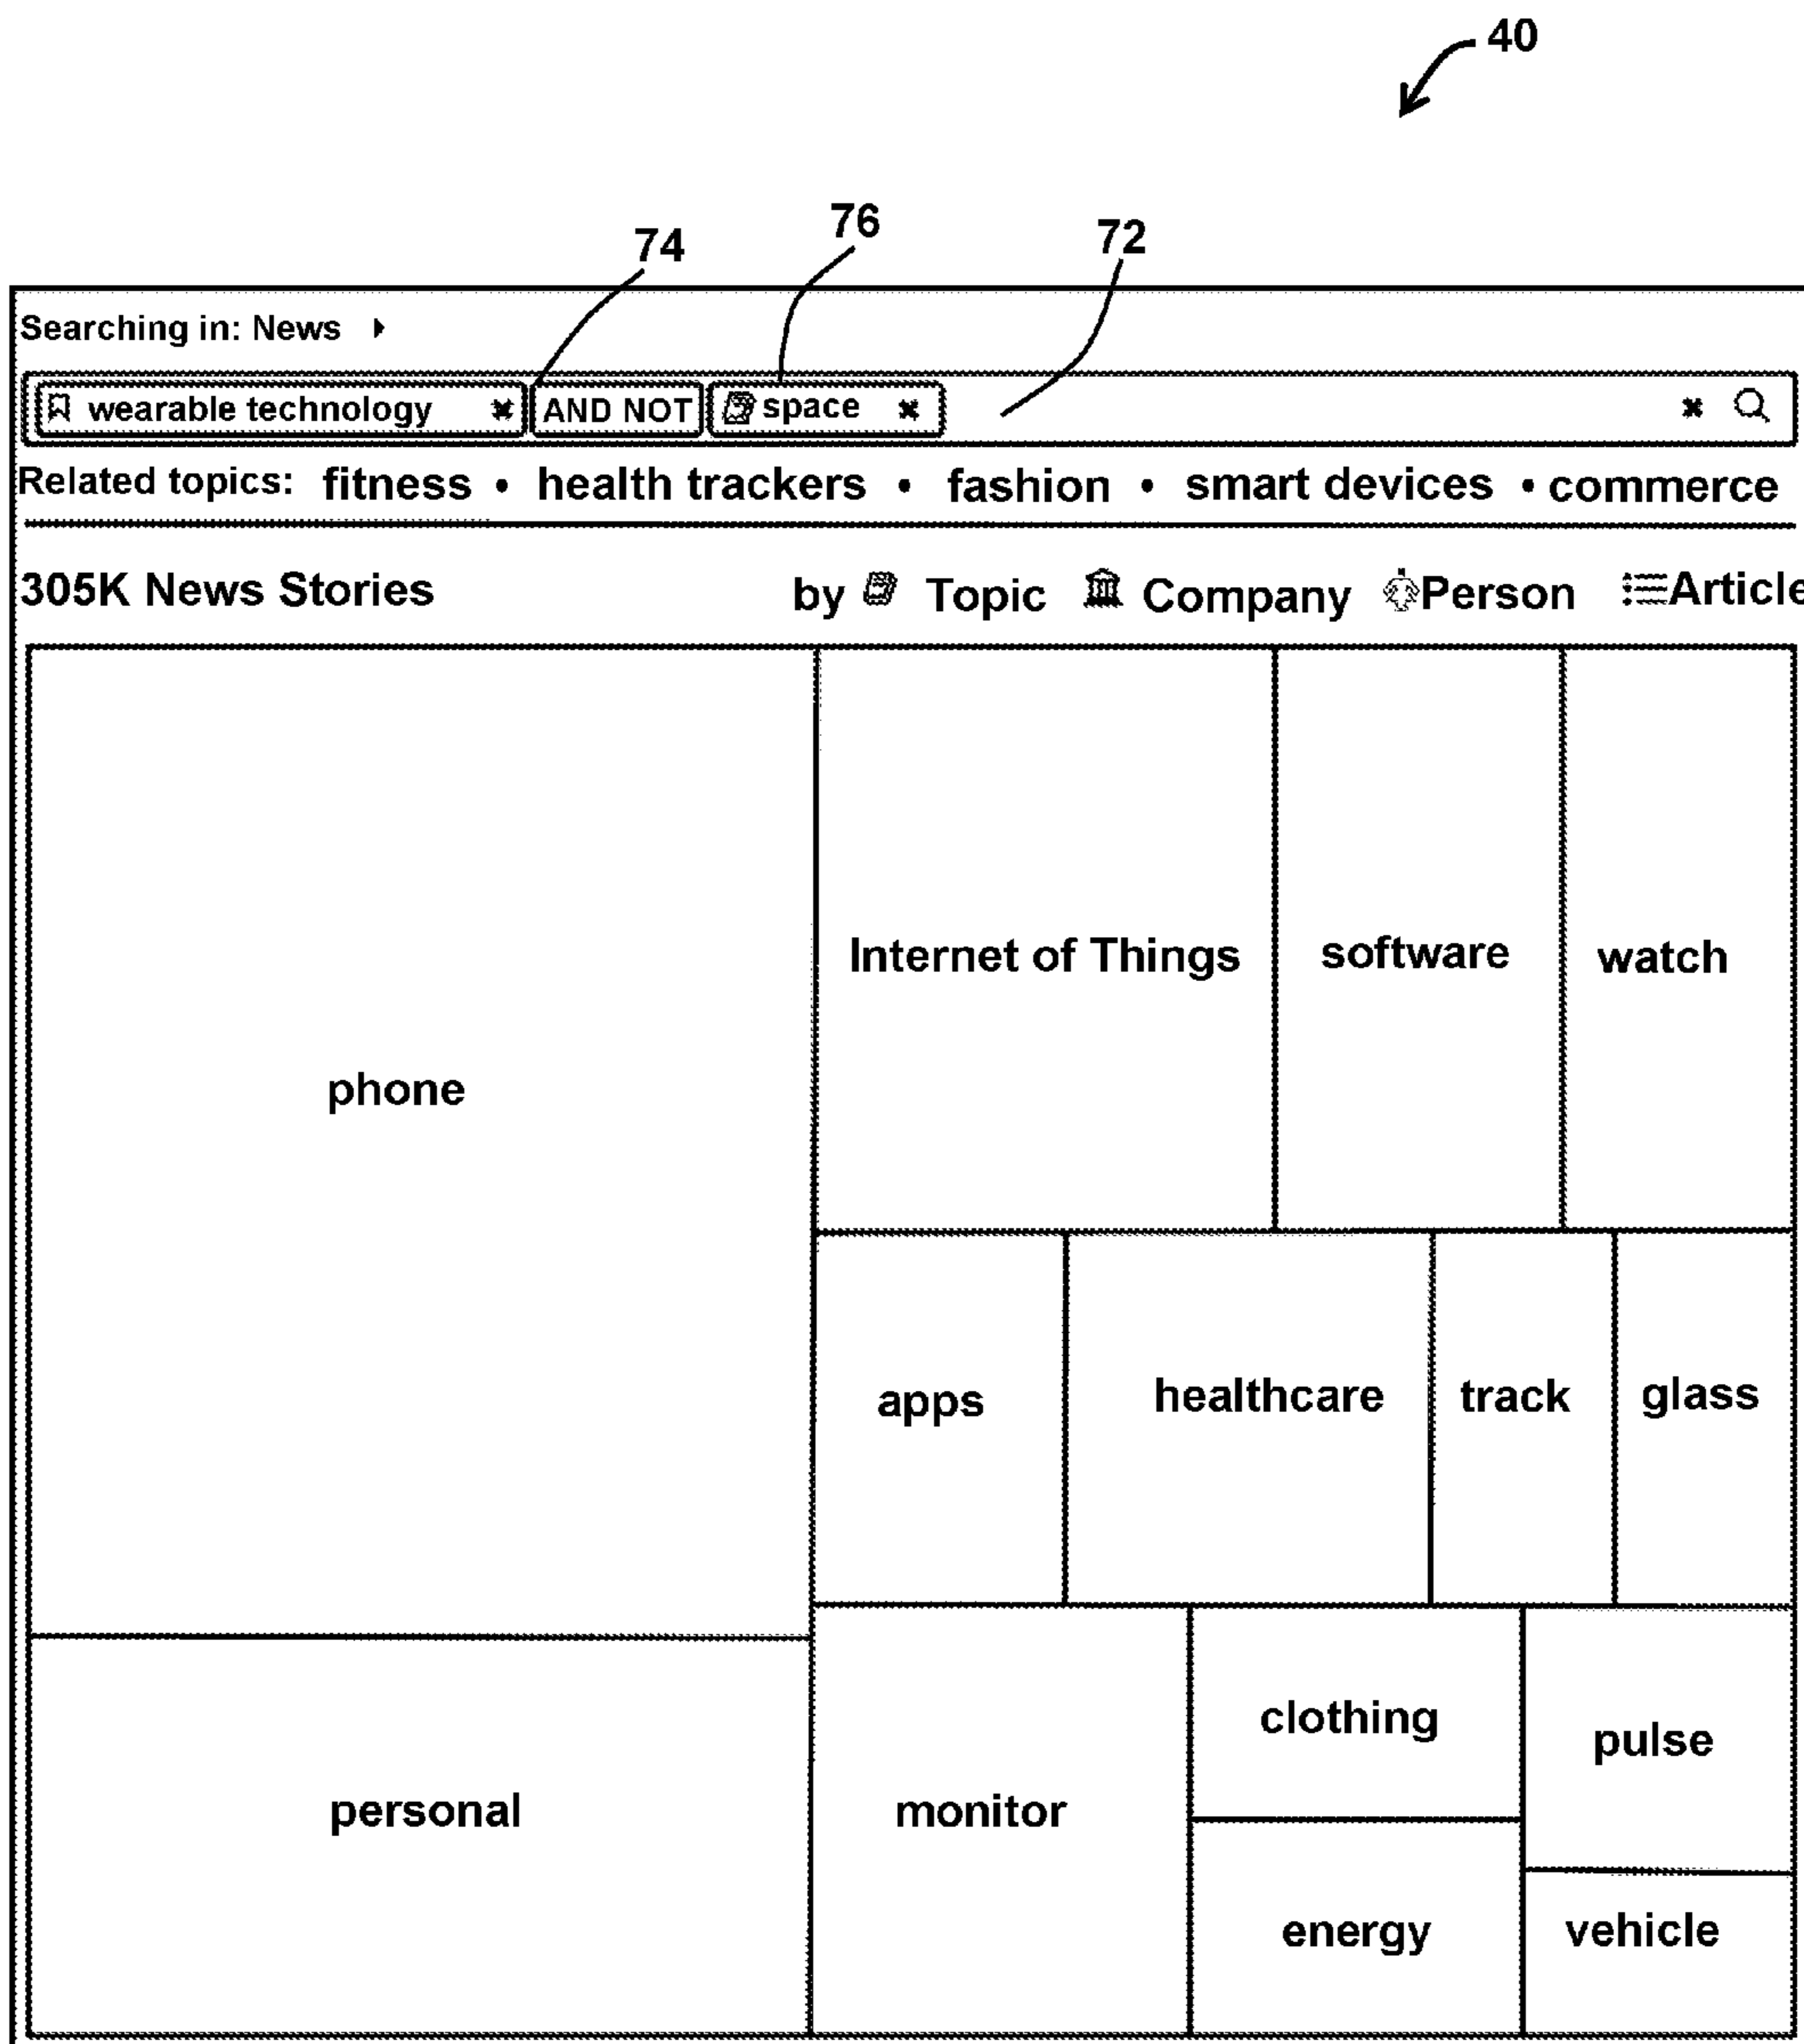 40
74 76 72
Searching in: News
wearable technology AND NOT space
Related topics: fitness • health trackers • fashion • smart devices • commerce
305K News Stories by Topic Company Person Article
phone
Internet of Things software watch
apps healthcare track glass
personal
monitor
clothing
pulse
energy
vehicle